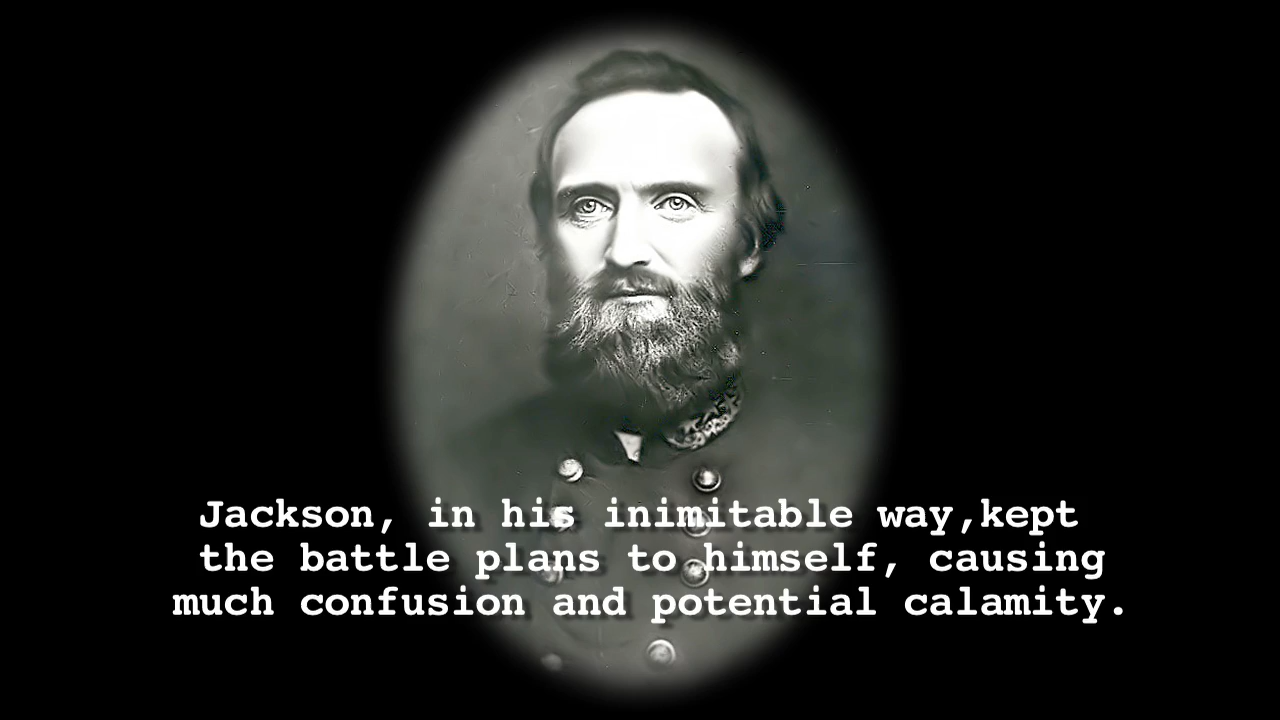 Jackson, in his inimitable way,kept
the battle plans to himself, causing
much confusion and potential calamity.